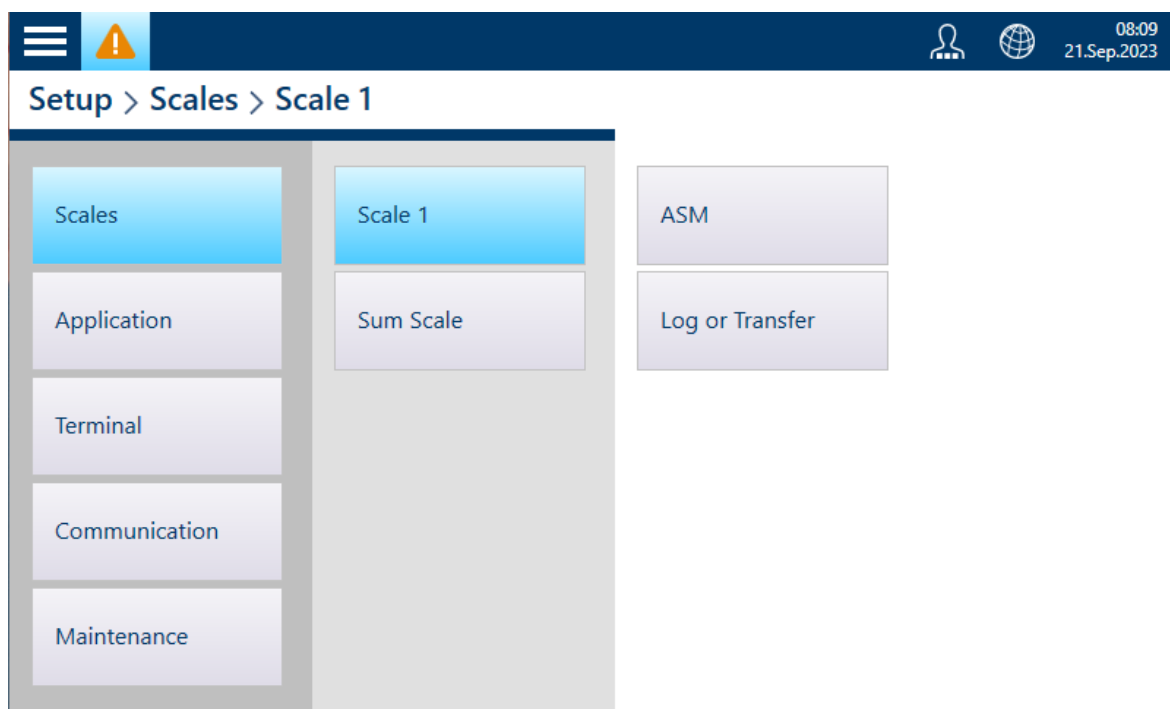 08:09
21.Sep.2023
Setup > Scales > Scale 1
Scales
Scale 1
ASM
Application
Sum Scale
Log or Transfer
Terminal
Communication
Maintenance